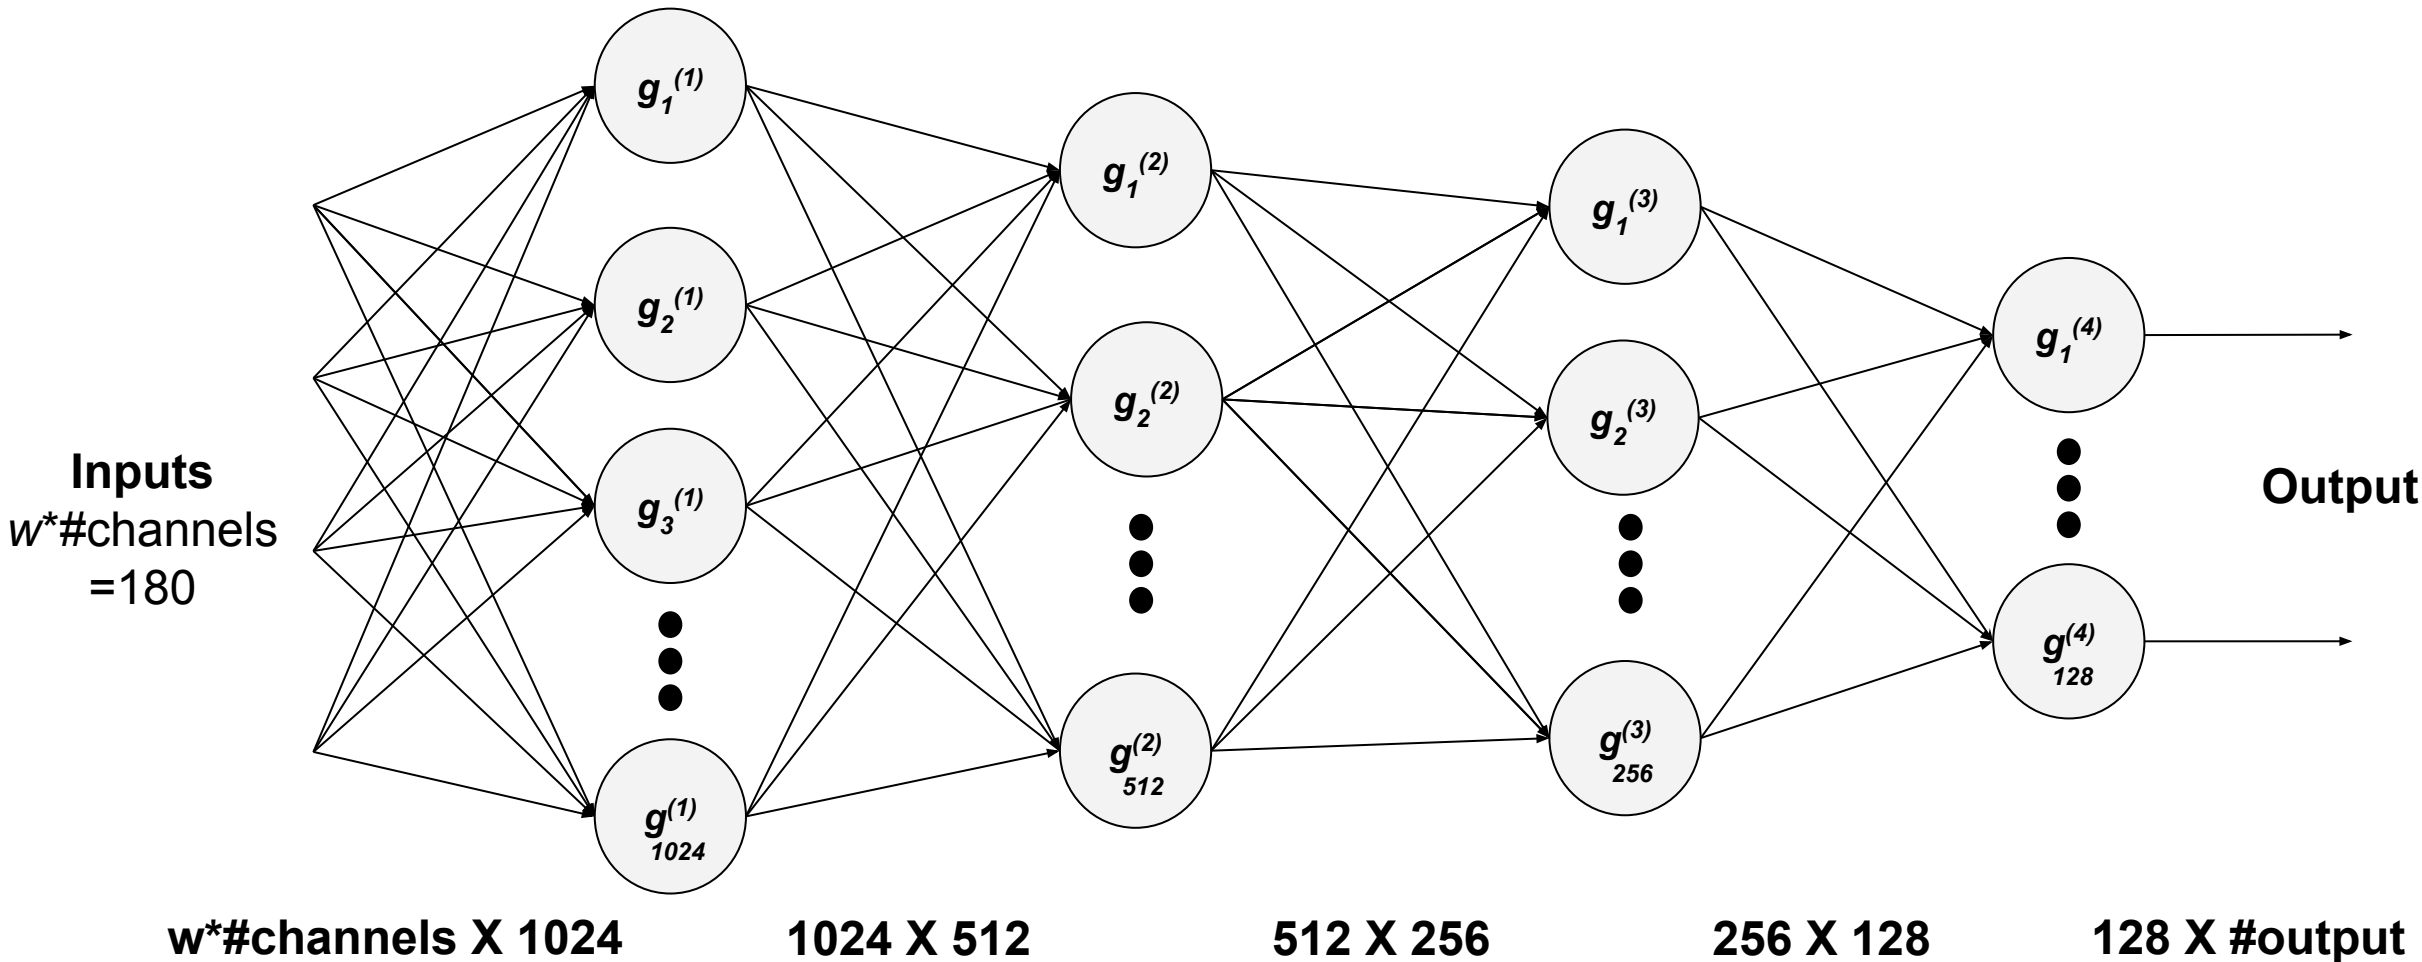 g₁⁽¹⁾
g₂⁽¹⁾
g₃⁽¹⁾
g⁽¹⁾
1024
g₁⁽²⁾
g₂⁽²⁾
g⁽²⁾
512
g₁⁽³⁾
g₂⁽³⁾
g⁽³⁾
256
g₁⁽⁴⁾
g⁽⁴⁾
128
Inputs
w*#channels
=180
Output
w*#channels X 1024
1024 X 512
512 X 256
256 X 128
128 X #output